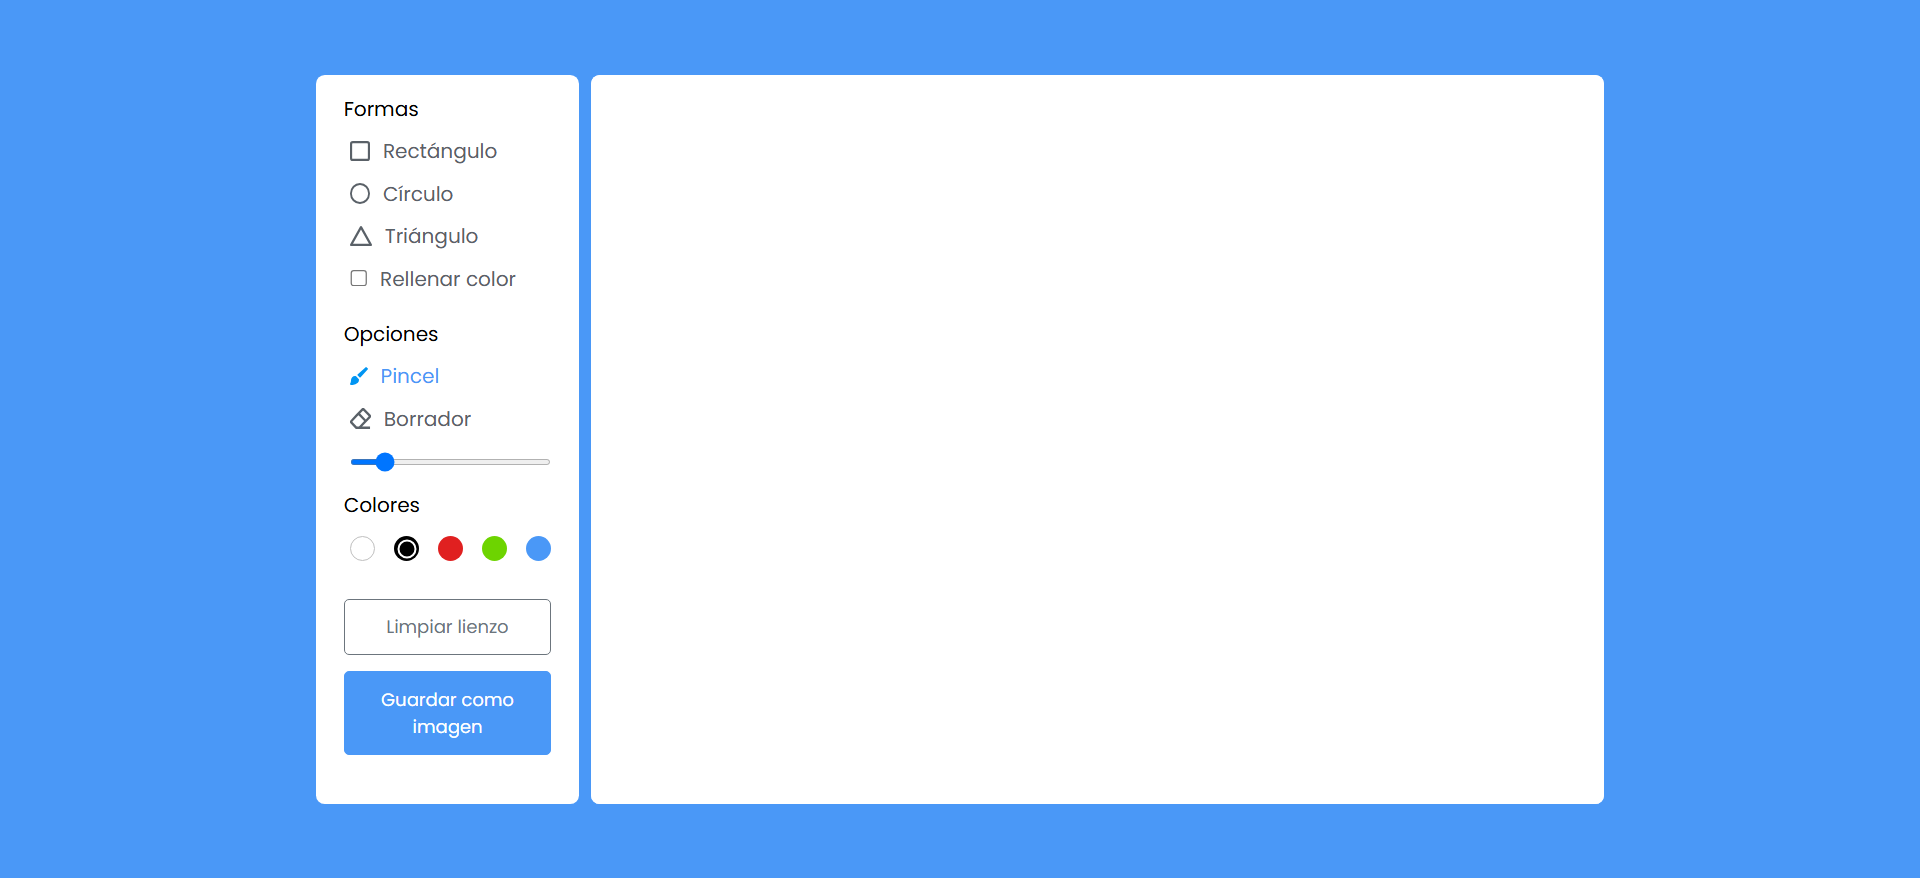 Formas
Rectángulo
Círculo
Triángulo
Rellenar color
Opciones
Pincel
Borrador
Colores
Limpiar lienzo
Guardar como
imagen